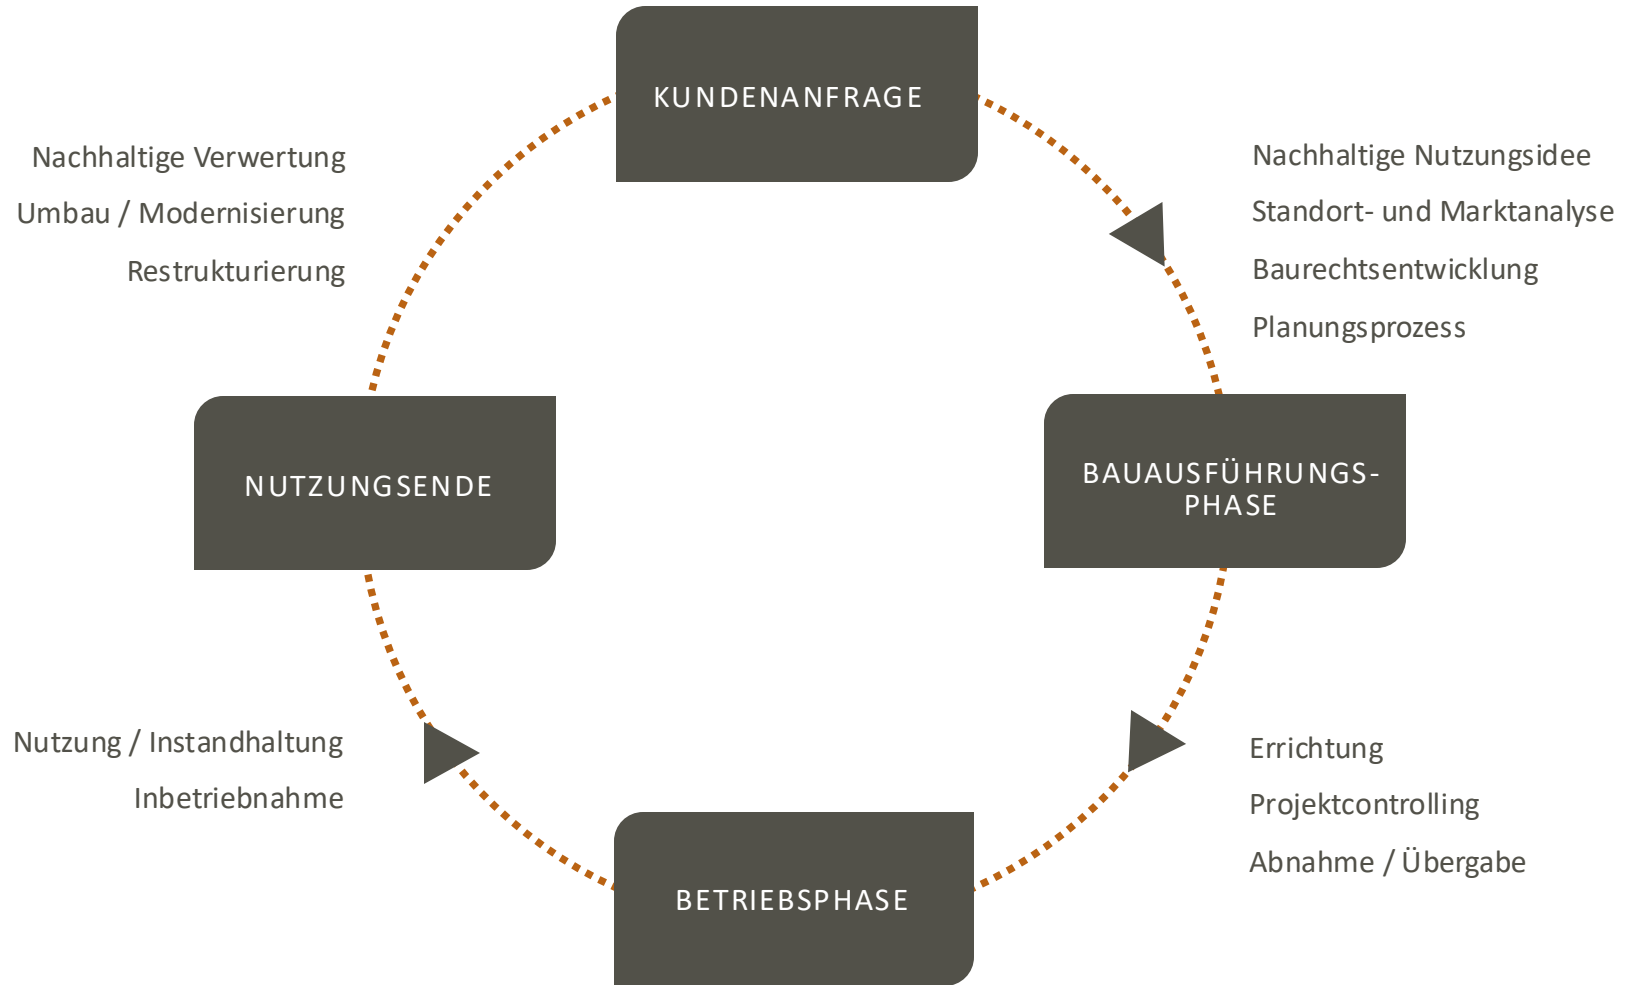 KUNDENANFRAGE
Nachhaltige Nutzungsidee
Standort- und Marktanalyse
Baurechtsentwicklung
Planungsprozess
BAUAUSFÜHRUNGS-
PHASE
Errichtung
Projektcontrolling
Abnahme / Übergabe
BETRIEBSPHASE
Nutzung / Instandhaltung
Inbetriebnahme
NUTZUNGSENDE
Nachhaltige Verwertung
Umbau / Modernisierung
Restrukturierung